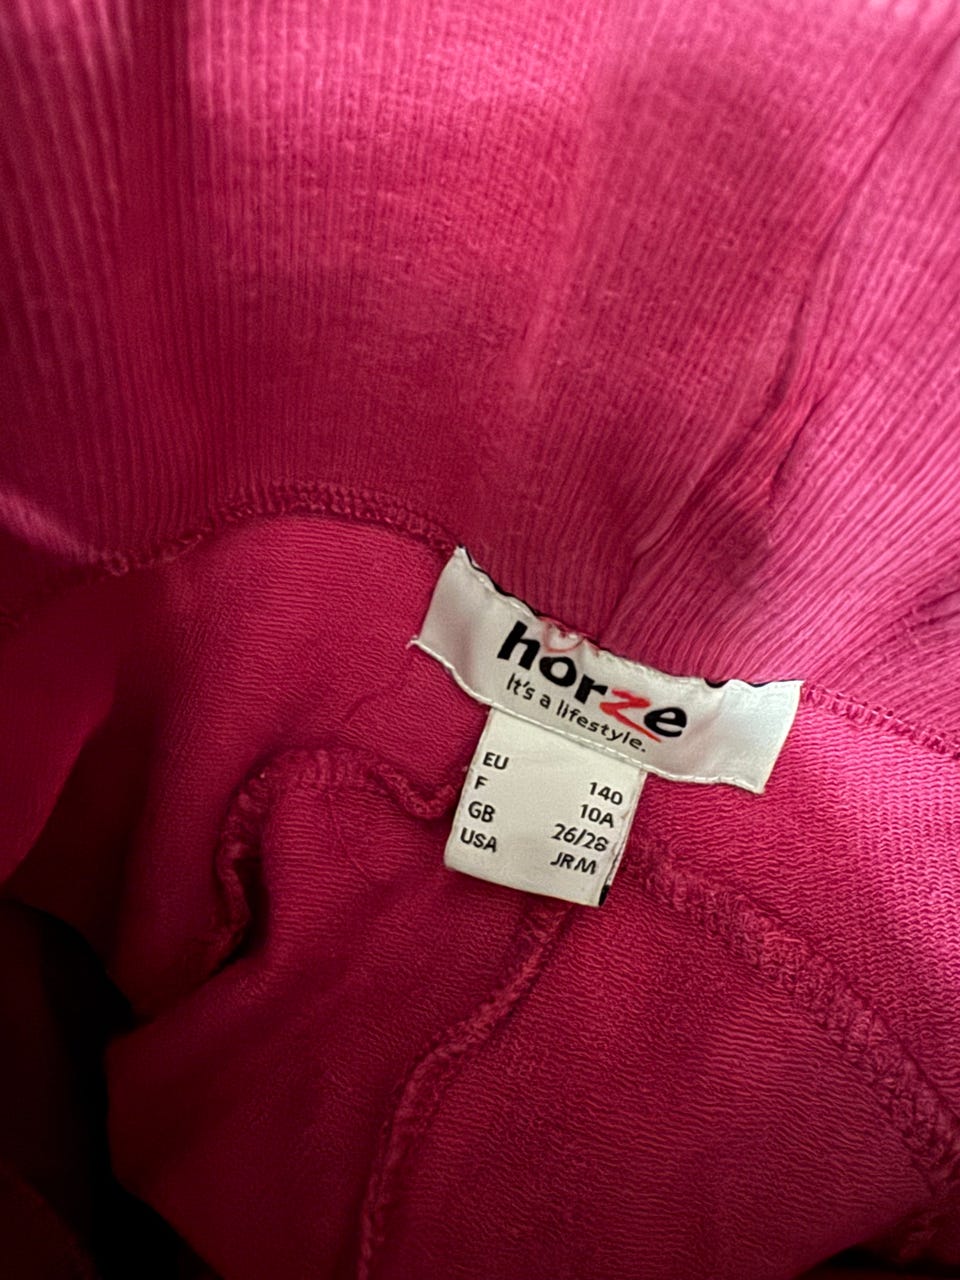 horze
It's a lifestyle.
EU 140
F 10A
GB 26/28
USA JRM